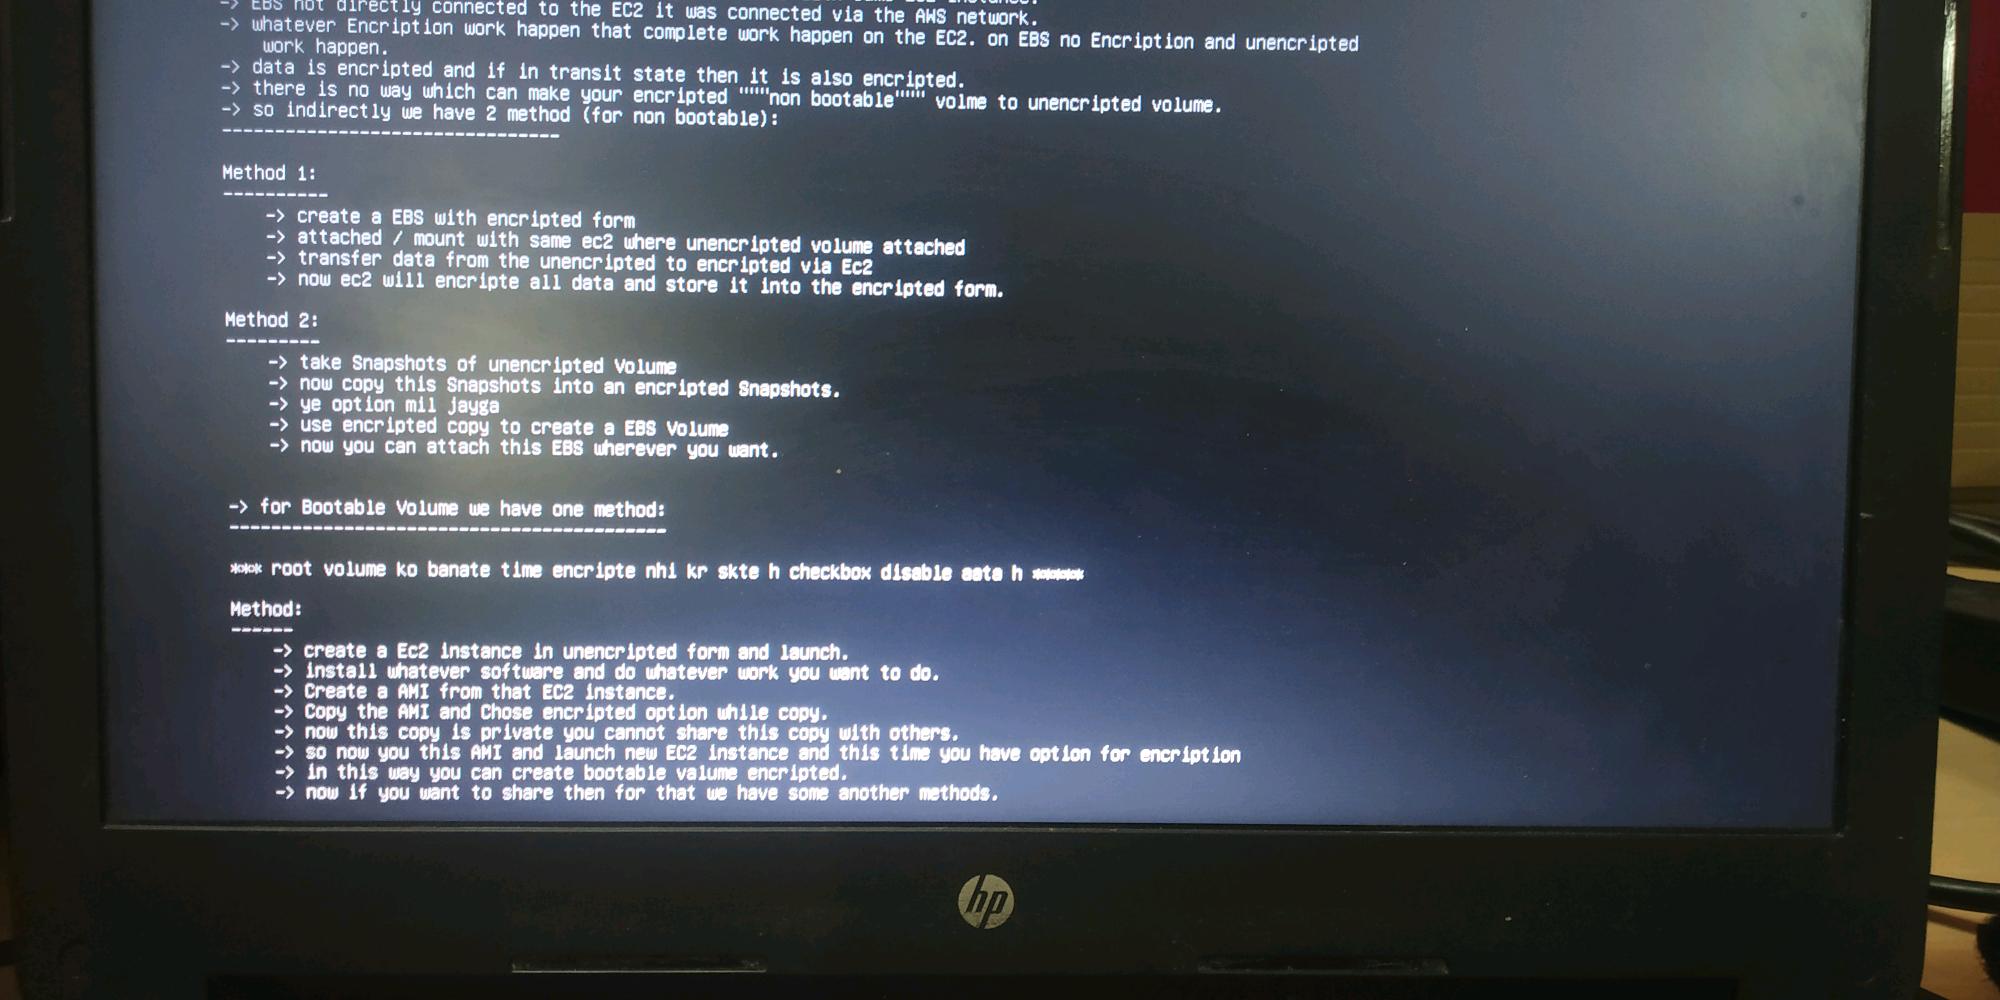 -> EBS not directly connected to the EC2 it was connected via the AWS network.
-> whatever Encription work happen that complete work happen on the EC2. on EBS no Encription and unencripted
work happen.
-> data is encripted and if in transit state then it is also encripted.
-> there is no way which can make your encripted """"non bootable"""" volme to unencripted volume.
-> so indirectly we have 2 method (for non bootable):
--------------------------------
Method 1:
----------
-> create a EBS with encripted form
-> attached / mount with same ec2 where unencripted volume attached
-> transfer data from the unencripted to encripted via Ec2
-> now ec2 will encripte all data and store it into the encripted form.
Method 2:
---------
-> take Snapshots of unencripted Volume
-> now copy this Snapshots into an encripted Snapshots.
-> ye option mil jayga
-> use encripted copy to create a EBS Volume
-> now you can attach this EBS wherever you want.
-> for Bootable Volume we have one method:
------------------------------------------
*** root volume ko banate time encripte nhi kr skte h checkbox disable aata h *****
Method:
------
-> create a Ec2 instance in unencripted form and launch.
-> install whatever software and do whatever work you want to do.
-> Create a AMI from that EC2 instance.
-> Copy the AMI and Chose encripted option while copy.
-> now this copy is private you cannot share this copy with others.
-> so now you this AMI and launch new EC2 instance and this time you have option for encription
-> in this way you can create bootable valume encripted.
-> now if you want to share then for that we have some another methods.
hp